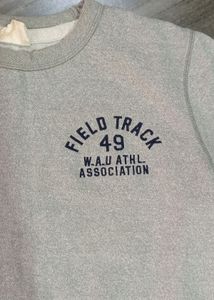 FIELD TRACK
49
W.A.U ATHL.
ASSOCIATION